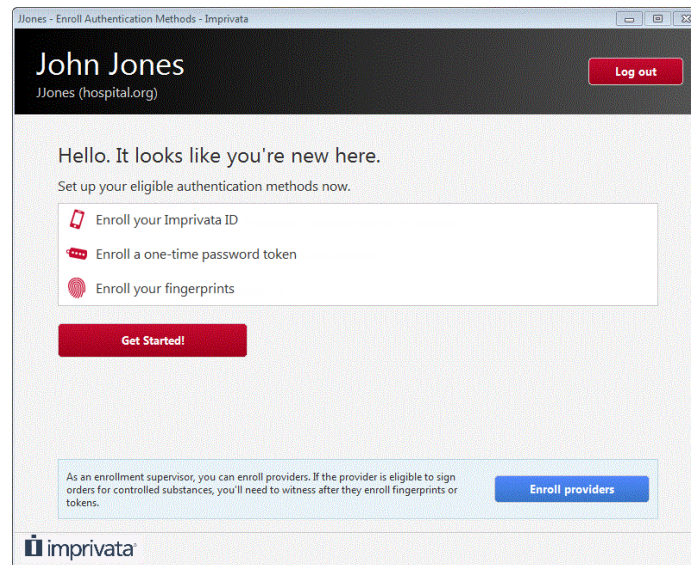 JJones - Enroll Authentication Methods - Imprivata
John Jones
JJones (hospital.org)
Log out
Hello. It looks like you're new here.
Set up your eligible authentication methods now.
Enroll your Imprivata ID
Enroll a one-time password token
Enroll your fingerprints
Get Started!
As an enrollment supervisor, you can enroll providers. If the provider is eligible to sign
orders for controlled substances, you'll need to witness after they enroll fingerprints or
tokens.
Enroll providers
imprivata